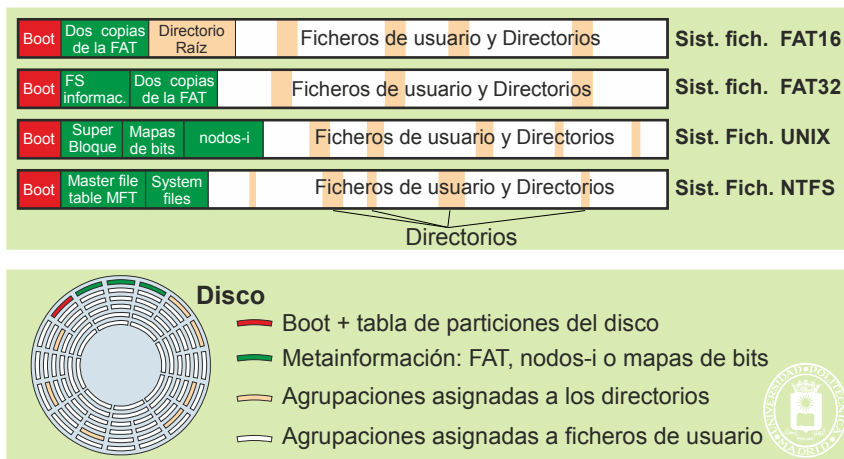 Boot
Dos copias
de la FAT
Directorio
Raíz
Ficheros de usuario y Directorios
Sist. fich. FAT16
Boot
FS
informac.
Dos copias
de la FAT
Ficheros de usuario y Directorios
Sist. fich. FAT32
Boot
Super
Bloque
Mapas
de bits
nodos-i
Ficheros de usuario y Directorios
Sist. Fich. UNIX
Boot
Master file
table MFT
System
files
Ficheros de usuario y Directorios
Sist. Fich. NTFS
Directorios
Disco
Boot + tabla de particiones del disco
Metainformación: FAT, nodos-i o mapas de bits
Agrupaciones asignadas a los directorios
Agrupaciones asignadas a ficheros de usuario
UNIVERSIDAD POLITECNICA
MADRID